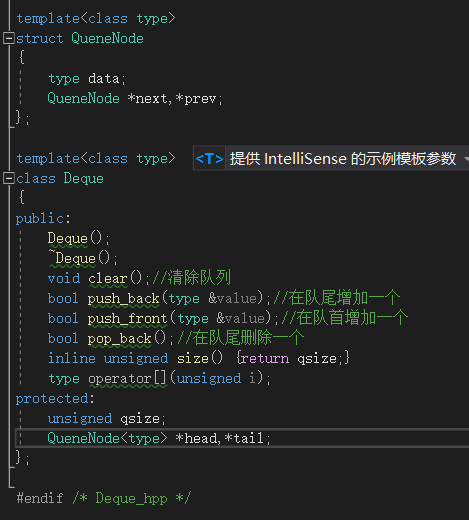 template<class type>
struct QueneNode
{
    type data;
    QueneNode *next,*prev;
};
template<class type>
<T> 提供 IntelliSense 的示例模板参数
class Deque
{
public:
    Deque();
    ~Deque();
    void clear();//清除队列
    bool push_back(type &value);//在队尾增加一个
    bool push_front(type &value);//在队首增加一个
    bool pop_back();//在队尾删除一个
    inline unsigned size() {return qsize;}
    type operator[](unsigned i);
protected:
    unsigned qsize;
    QueneNode<type> *head,*tail;
};
#endif /* Deque_hpp */